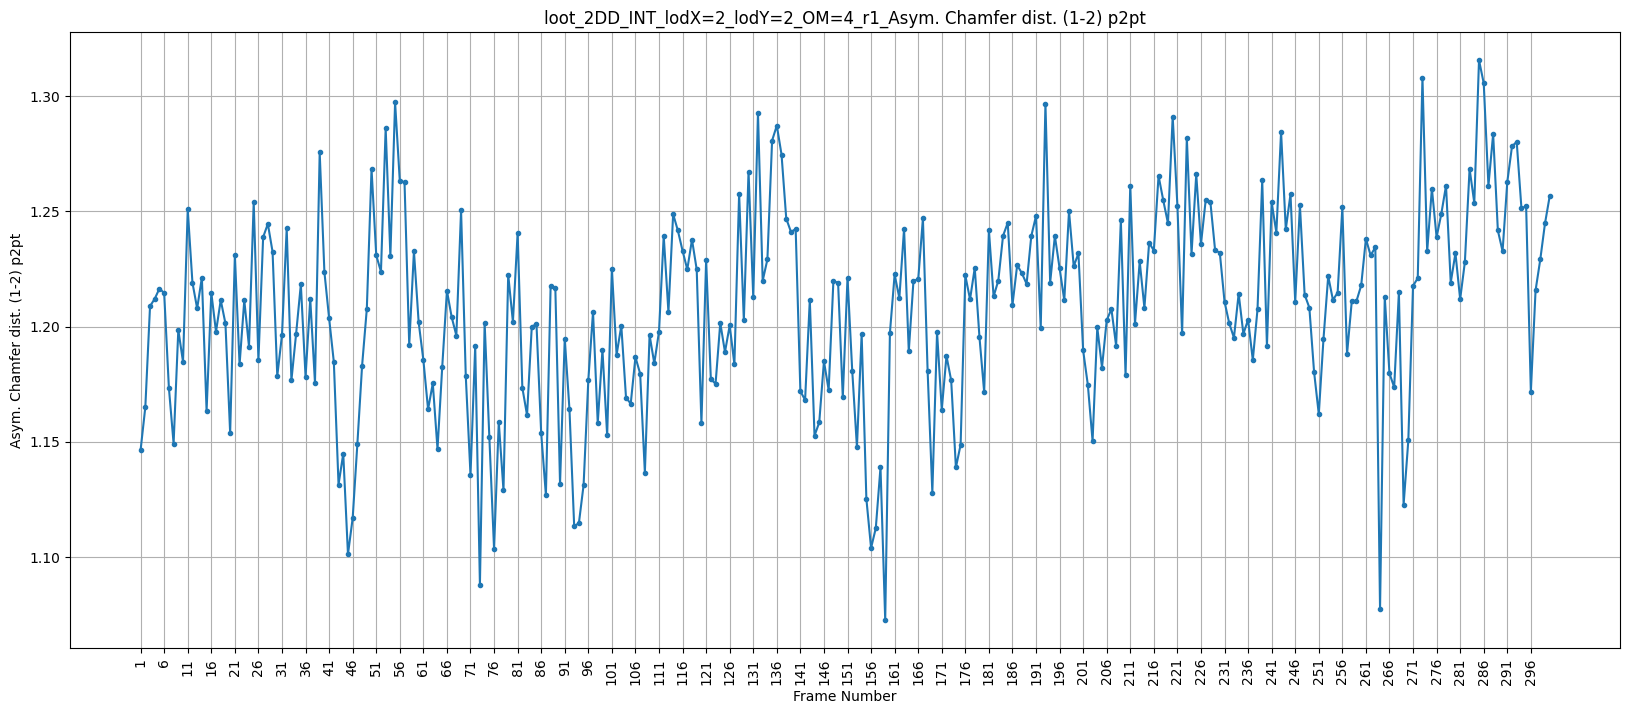 loot_2DD_INT_lodX=2_lodY=2_OM=4_r1_Asym. Chamfer dist. (1-2) p2pt
Asym. Chamfer dist. (1-2) p2pt
1.30
1.25
1.20
1.15
1.10
1 6 11 16 21 26 31 36 41 46 51 56 61 66 71 76 81 86 91 96 101 106 111 116 121 126 131 136 141 146 151 156 161 166 171 176 181 186 191 196 201 206 211 216 221 226 231 236 241 246 251 256 261 266 271 276 281 286 291 296
Frame Number